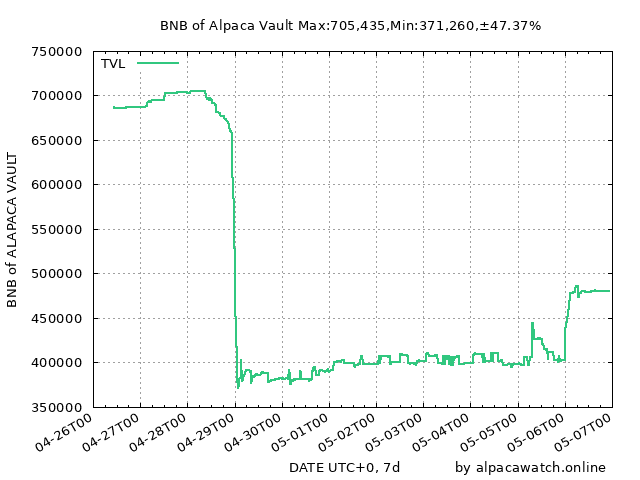 BNB of Alpaca Vault Max:705,435,Min:371,260,±47.37%
TVL
750000
700000
650000
600000
550000
500000
450000
400000
350000
BNB of ALAPACA VAULT
04-26T00
04-27T00
04-28T00
04-29T00
04-30T00
05-01T00
05-02T00
05-03T00
05-04T00
05-05T00
05-06T00
05-07T00
DATE UTC+0, 7d
by alpacawatch.online